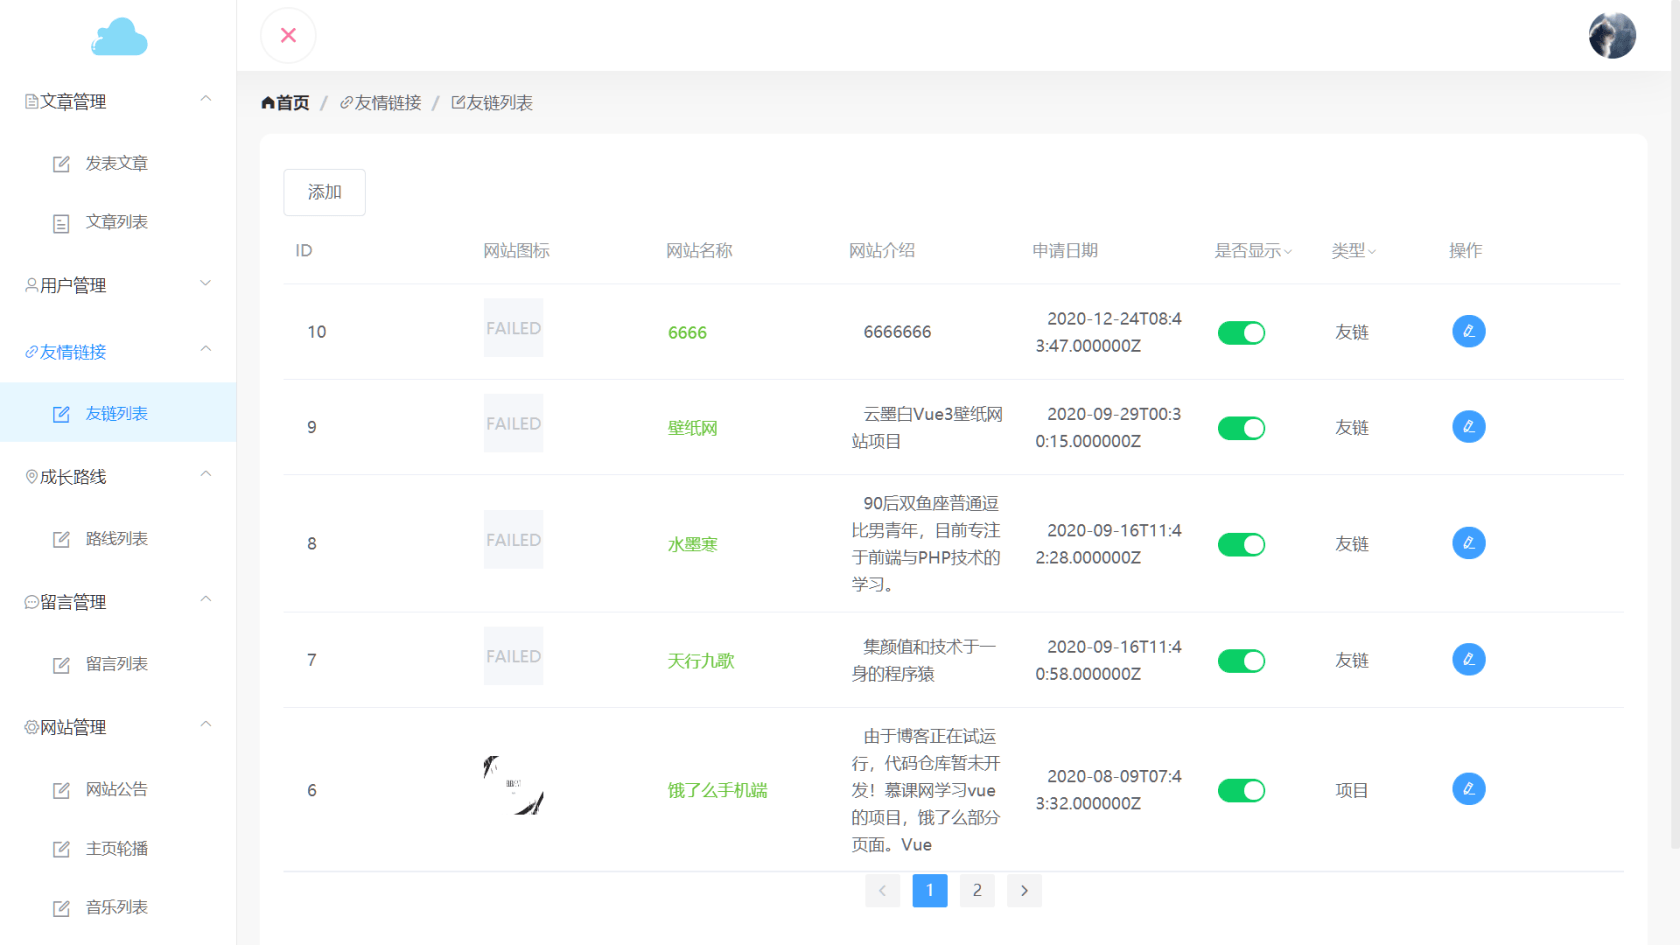 首页 / 友情链接 / 友链列表
文章管理
发表文章
文章列表
用户管理
友情链接
友链列表
成长路线
路线列表
留言管理
留言列表
网站管理
网站公告
主页轮播
音乐列表
添加
ID 网站图标 网站名称 网站介绍 申请日期 是否显示 类型 操作
10 FAILED 6666 6666666 2020-12-24T08:4
3:47.000000Z 友链
9 FAILED 壁纸网 云墨白Vue3壁纸网
站项目 2020-09-29T00:3
0:15.000000Z 友链
8 FAILED 水墨寒 90后双鱼座普通逗
比男青年，目前专注
于前端与PHP技术的
学习。 2020-09-16T11:4
2:28.000000Z 友链
7 FAILED 天行九歌 集颜值和技术于一
身的程序猿 2020-09-16T11:4
0:58.000000Z 友链
6 饿了么手机端 由于博客正在试运
行，代码仓库暂未开
发！慕课网学习vue
的项目，饿了么部分
页面。Vue 2020-08-09T07:4
3:32.000000Z 项目
1 2